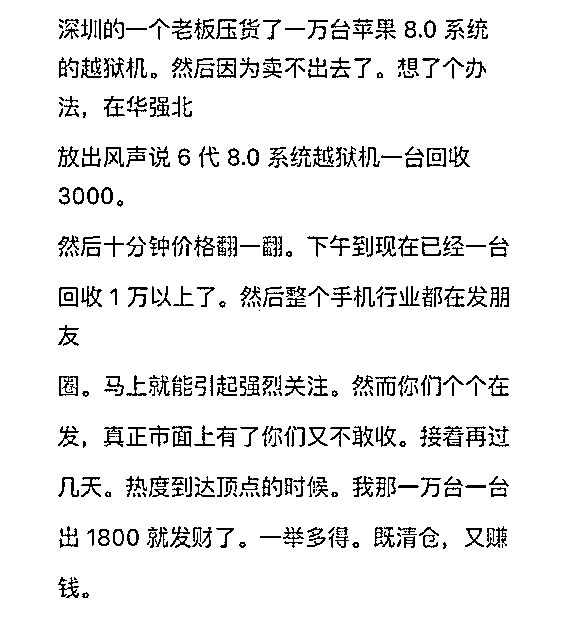 深圳的一个老板压货了一万台苹果 8.0 系统
的越狱机。然后因为卖不出去了。想了个办
法，在华强北
放出风声说 6 代 8.0 系统越狱机一台回收
3000。
然后十分钟价格翻一翻。下午到现在已经一台
回收 1 万以上了。然后整个手机行业都在发朋
友
圈。马上就能引起强烈关注。然而你们个个在
发，真正市面上有了你们又不敢收。接着再过
几天。热度到达顶点的时候。我那一万台一台
出 1800 就发财了。一举多得。既清仓，又赚
钱。